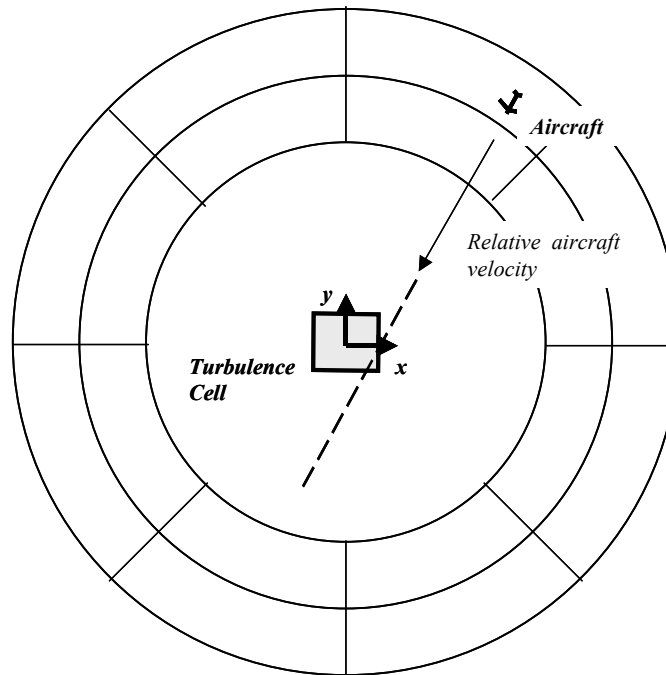 Aircraft
Relative aircraft
velocity
y
Turbulence
x
Cell